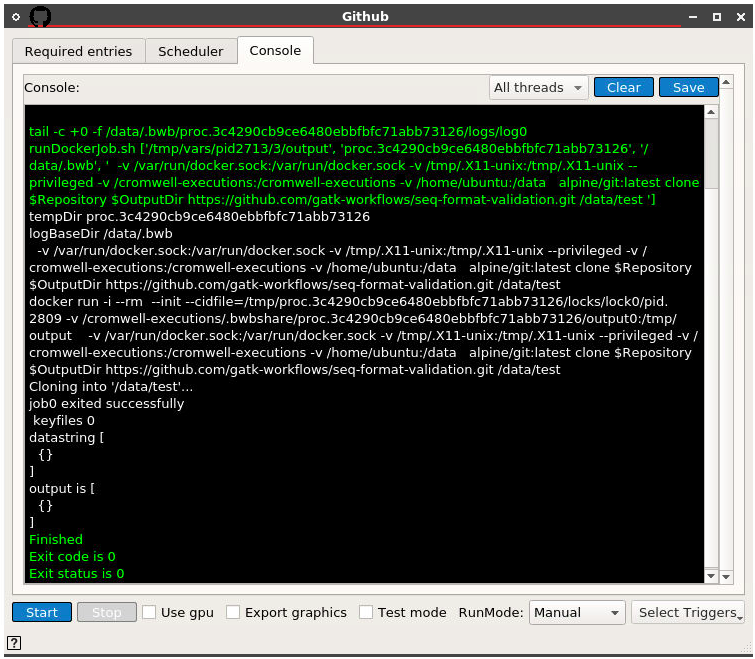 Github
Required entries
Scheduler
Console
Console:
All threads
Clear
Save
tail -c +0 -f /data/.bwb/proc.3c4290cb9ce6480ebbfbfc71abb73126/logs/log0
runDockerJob.sh ['/tmp/vars/pid2713/3/output', 'proc.3c4290cb9ce6480ebbfbfc71abb73126', '/
data/.bwb', '  -v /var/run/docker.sock:/var/run/docker.sock -v /tmp/.X11-unix:/tmp/.X11-unix --
privileged -v /cromwell-executions:/cromwell-executions -v /home/ubuntu:/data   alpine/git:latest clone
$Repository $OutputDir https://github.com/gatk-workflows/seq-format-validation.git /data/test ']
tempDir proc.3c4290cb9ce6480ebbfbfc71abb73126
logBaseDir /data/.bwb
-v /var/run/docker.sock:/var/run/docker.sock -v /tmp/.X11-unix:/tmp/.X11-unix --privileged -v /
cromwell-executions:/cromwell-executions -v /home/ubuntu:/data   alpine/git:latest clone $Repository
$OutputDir https://github.com/gatk-workflows/seq-format-validation.git /data/test
docker run -i --rm  --init --cidfile=/tmp/proc.3c4290cb9ce6480ebbfbfc71abb73126/locks/lock0/pid.
2809 -v /cromwell-executions/.bwbshare/proc.3c4290cb9ce6480ebbfbfc71abb73126/output0:/tmp/
output    -v /var/run/docker.sock:/var/run/docker.sock -v /tmp/.X11-unix:/tmp/.X11-unix --privileged -v /
cromwell-executions:/cromwell-executions -v /home/ubuntu:/data   alpine/git:latest clone $Repository
$OutputDir https://github.com/gatk-workflows/seq-format-validation.git /data/test
Cloning into '/data/test'...
job0 exited successfully
keyfiles 0
datastring [
{}
]
output is [
{}
]
Finished
Exit code is 0
Exit status is 0
Start
Stop
Use gpu
Export graphics
Test mode
RunMode:
Manual
Select Triggers
?